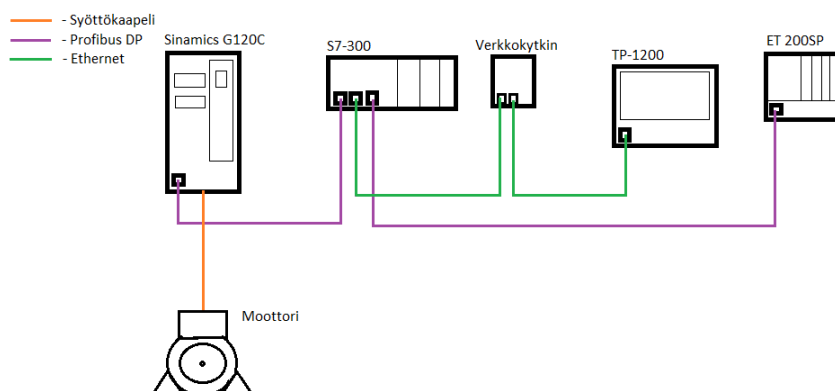 - Syöttökaapeli
- Profibus DP
- Ethernet
Sinamics G120C
S7-300
Verkkokytkin
TP-1200
ET 200SP
Moottori